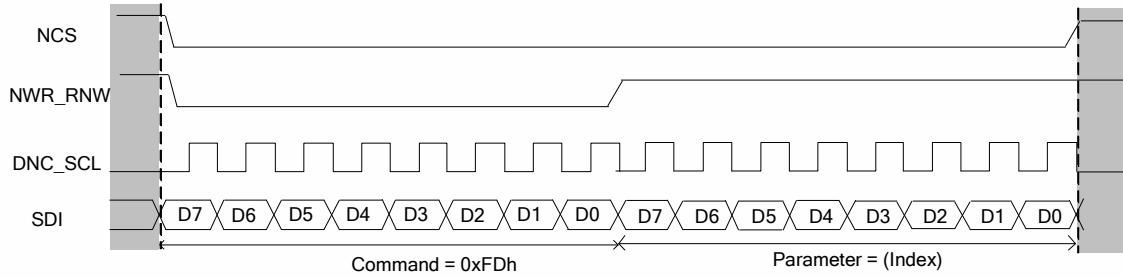 NCS
NWR_RNW
DNC_SCL
SDI D7 D6 D5 D4 D3 D2 D1 D0 D7 D6 D5 D4 D3 D2 D1 D0
Command = 0xFDh Parameter = (Index)